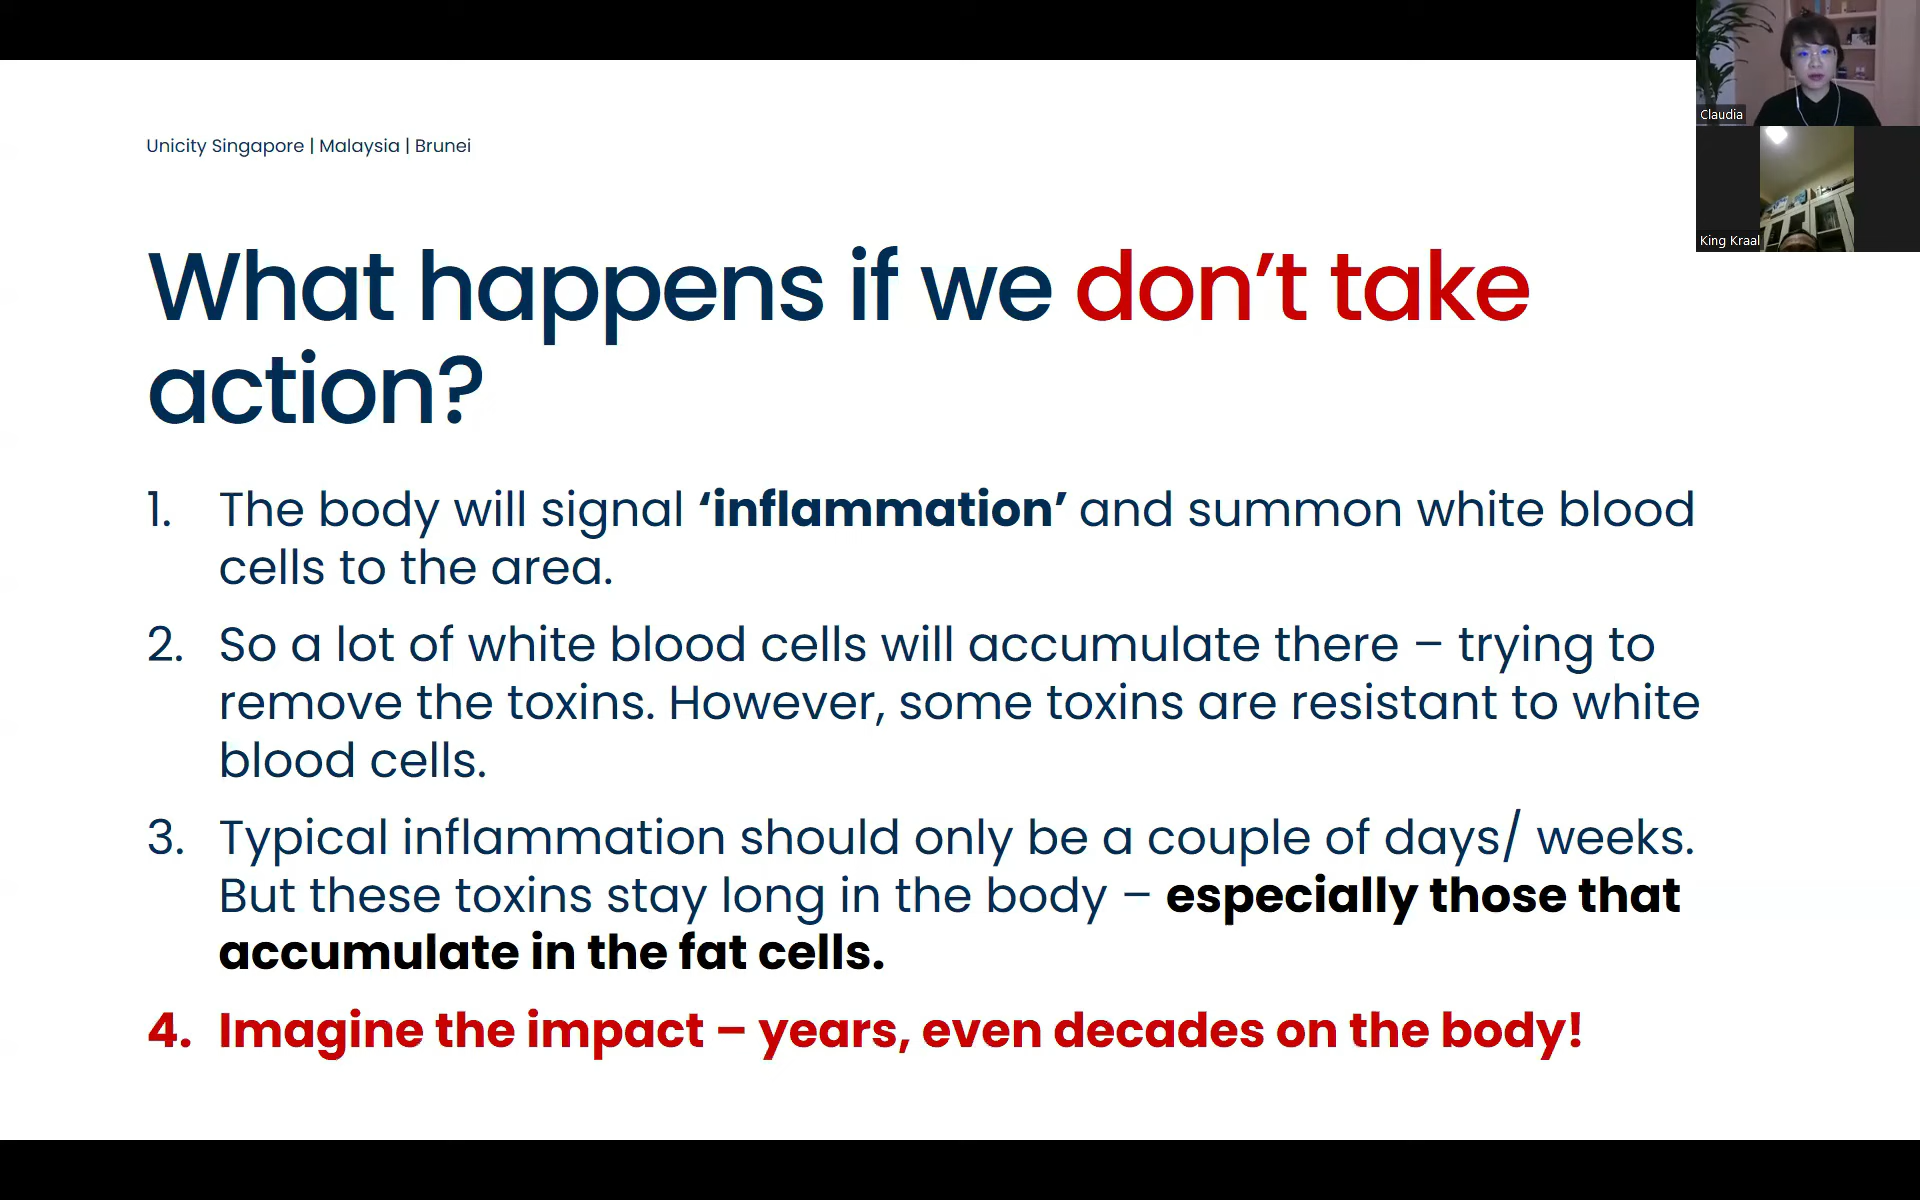 Unicity Singapore | Malaysia | Brunei
Claudia
King Kraal
What happens if we don’t take
action?
1. The body will signal ‘inflammation’ and summon white blood
cells to the area.
2. So a lot of white blood cells will accumulate there – trying to
remove the toxins. However, some toxins are resistant to white
blood cells.
3. Typical inflammation should only be a couple of days/ weeks.
But these toxins stay long in the body – especially those that
accumulate in the fat cells.
4. Imagine the impact – years, even decades on the body!